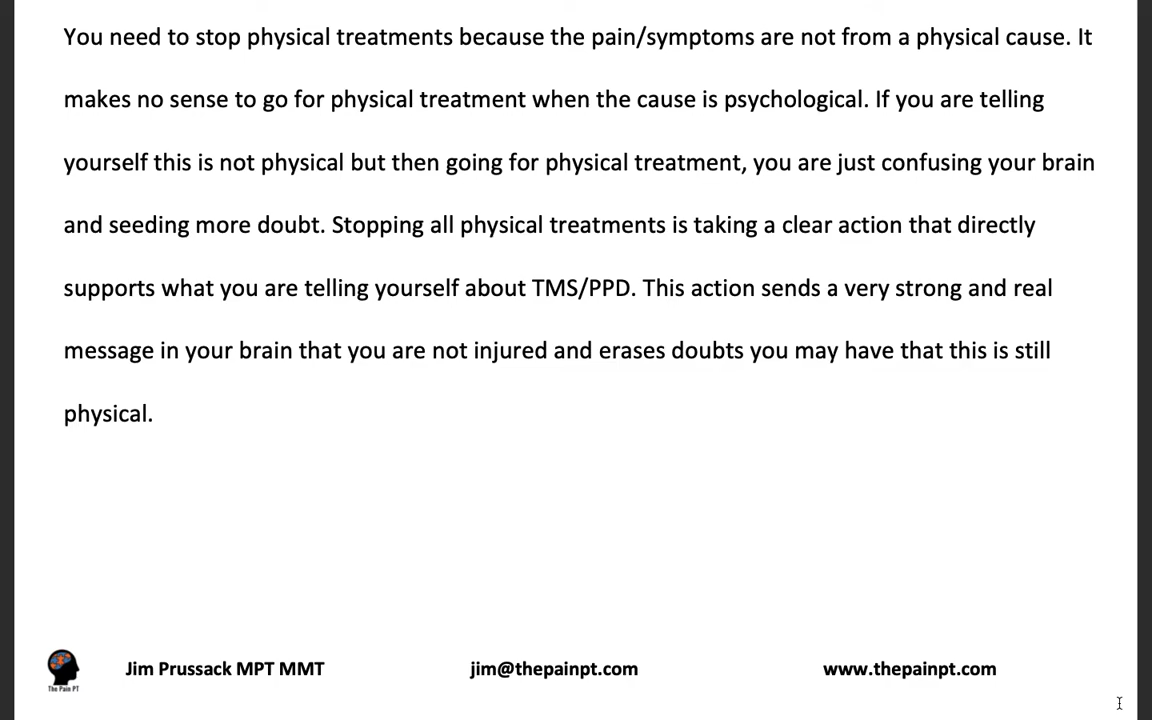 You need to stop physical treatments because the pain/symptoms are not from a physical cause. It
makes no sense to go for physical treatment when the cause is psychological. If you are telling
yourself this is not physical but then going for physical treatment, you are just confusing your brain
and seeding more doubt. Stopping all physical treatments is taking a clear action that directly
supports what you are telling yourself about TMS/PPD. This action sends a very strong and real
message in your brain that you are not injured and erases doubts you may have that this is still
physical.
The Pain PT
Jim Prussack MPT MMT jim@thepainpt.com www.thepainpt.com